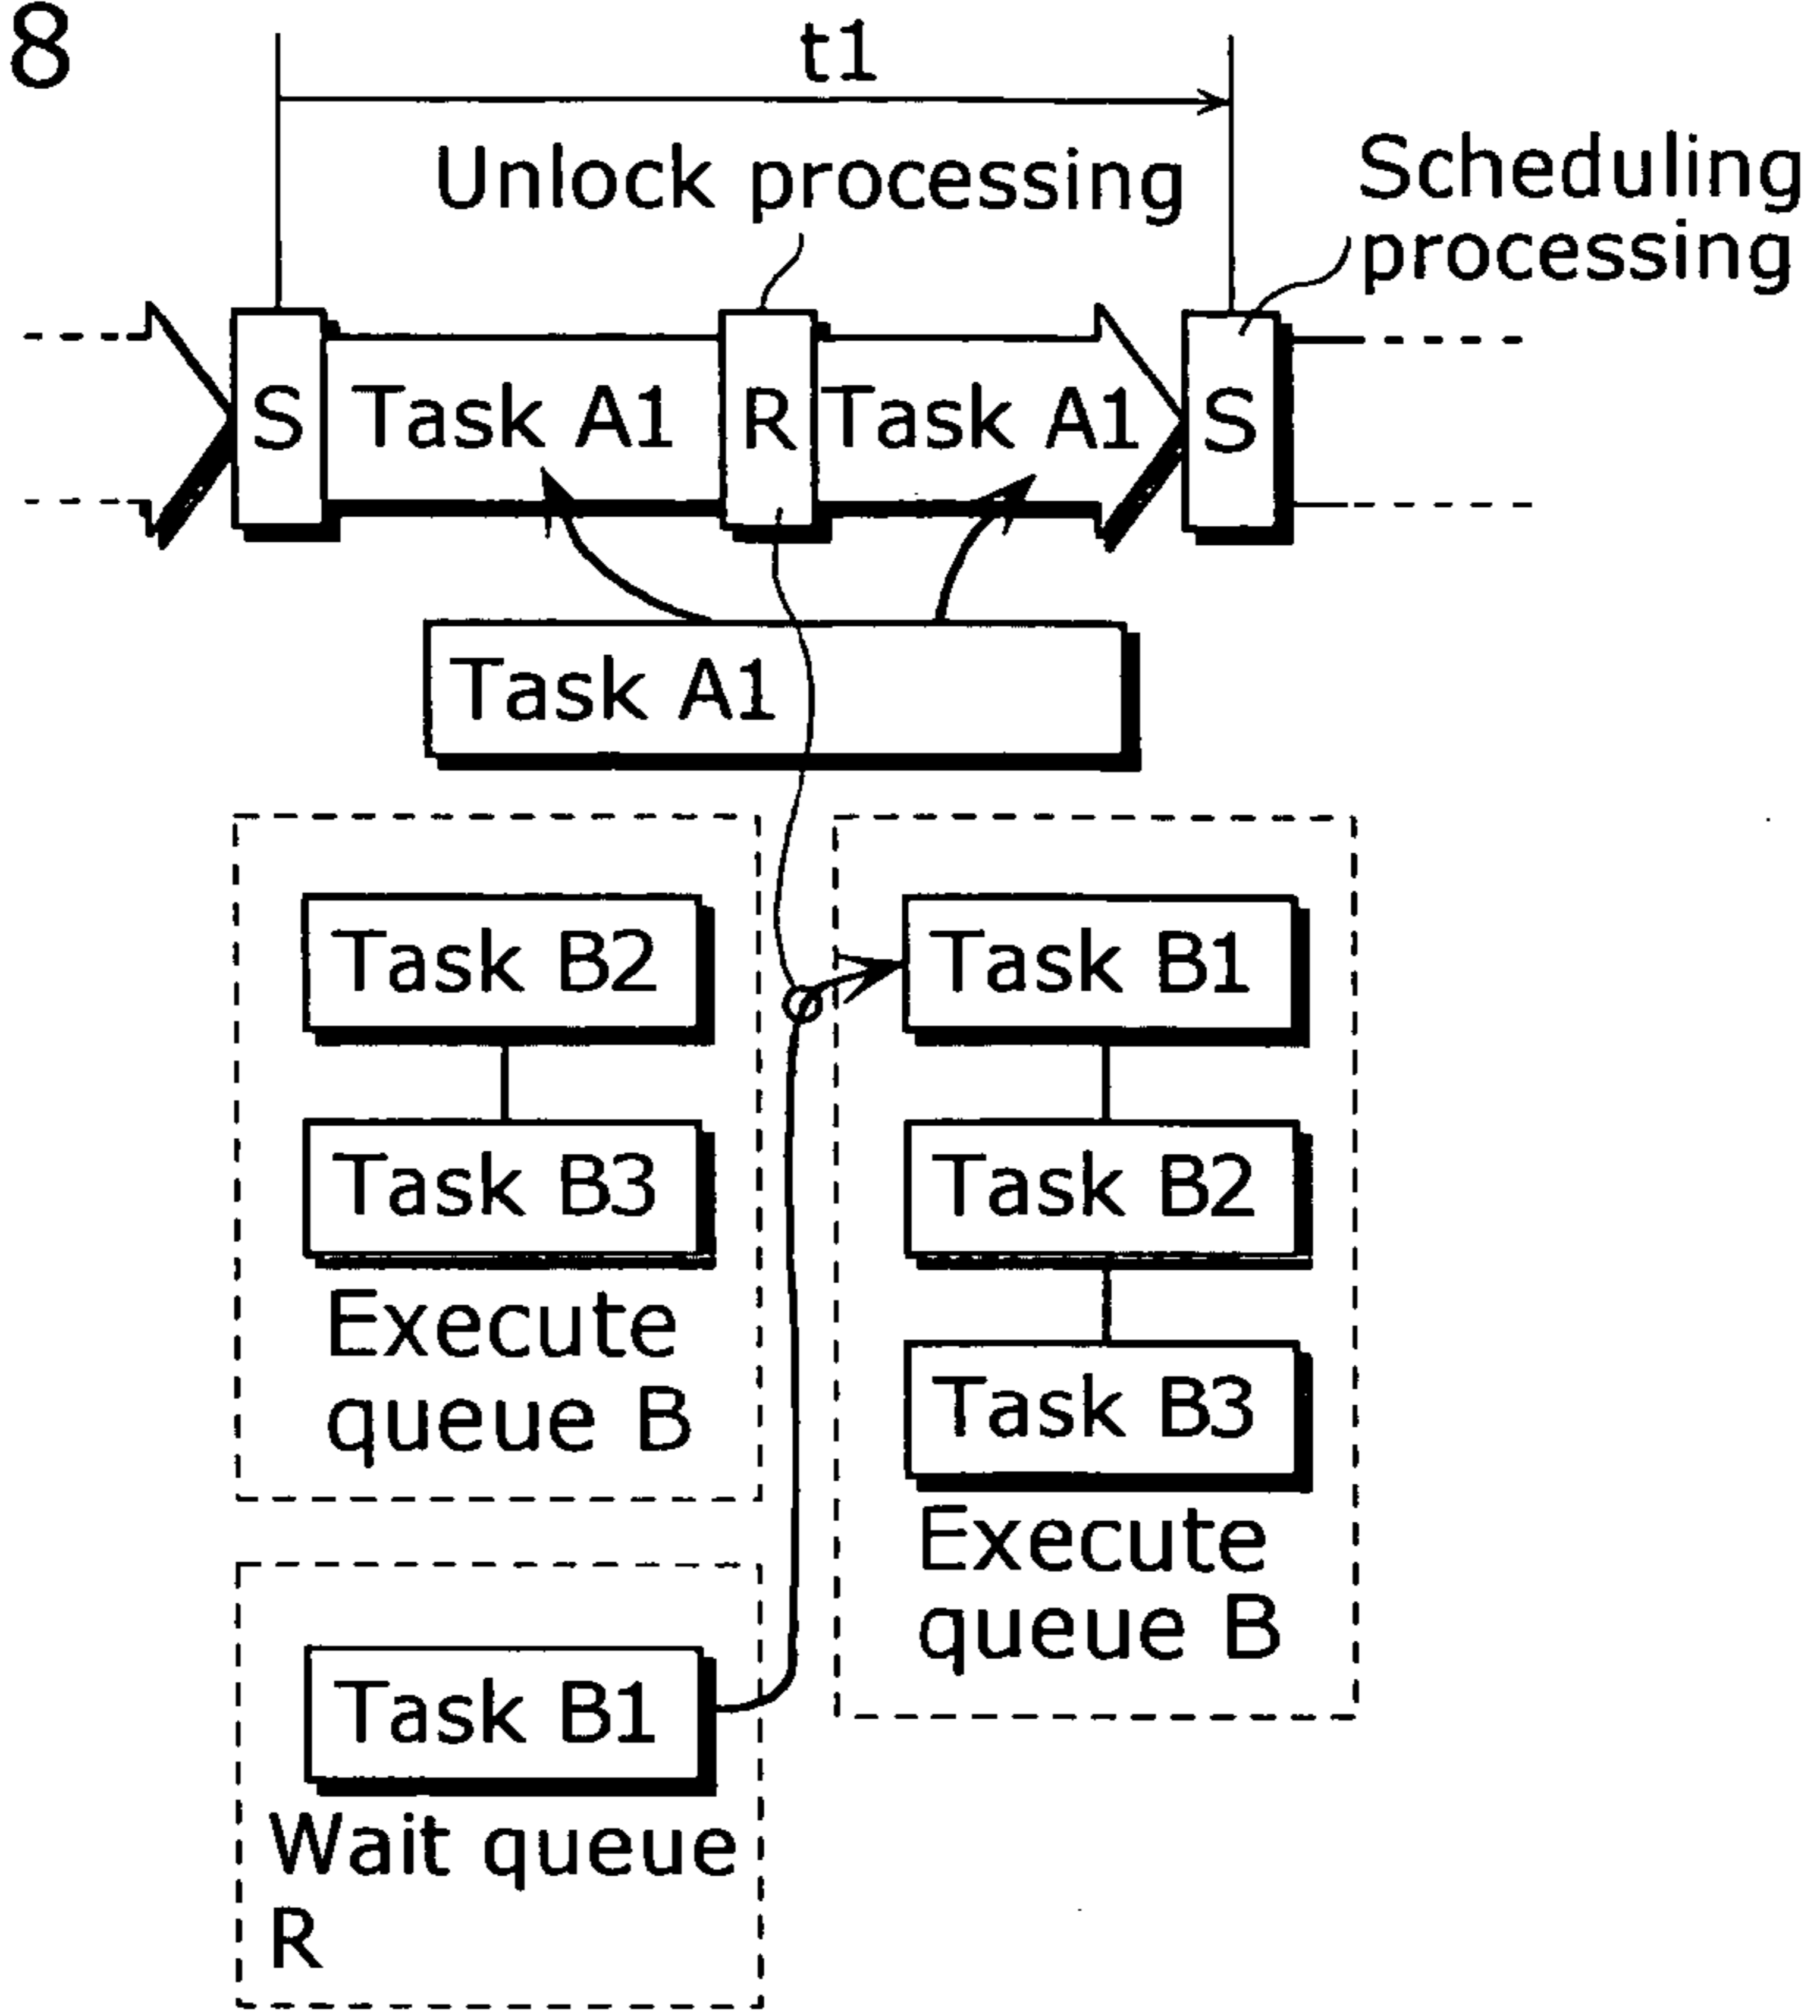 8
t1
Unlock processing
Scheduling
processing
S
Task A1
R
Task A1
S
Task A1
Task B2
Task B3
Execute
queue B
Task B1
Task B2
Task B3
Execute
queue B
Task B1
Wait queue
R